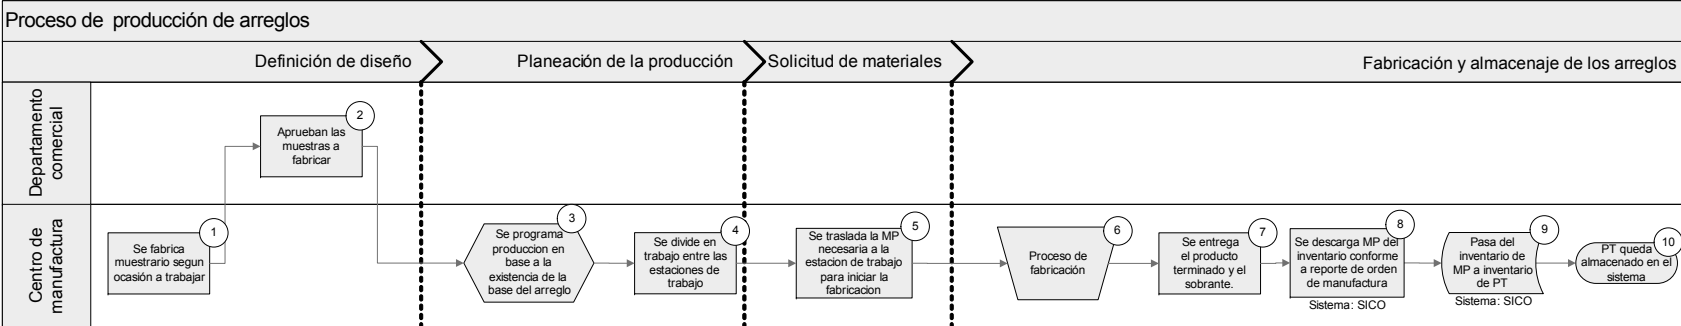 Proceso de producción de arreglos
Definición de diseño
Planeación de la producción
Solicitud de materiales
Fabricación y almacenaje de los arreglos
Departamento
comercial
2
Aprueban las
muestras a
fabricar
Centro de
manufactura
1
Se fabrica
muestrario segun
ocasión a trabajar
3
Se programa
produccion en
base a la
existencia de la
base del arreglo
4
Se divide en
trabajo entre las
estaciones de
trabajo
5
Se traslada la MP
necesaria a la
estacion de trabajo
para iniciar la
fabricacion
6
Proceso de
fabricación
7
Se entrega
el producto
terminado y el
sobrante.
8
Se descarga MP del
inventario conforme
a reporte de orden
de manufactura
Sistema: SICO
9
Pasa del
inventario de
MP a inventario
de PT
Sistema: SICO
10
PT queda
almacenado en el
sistema